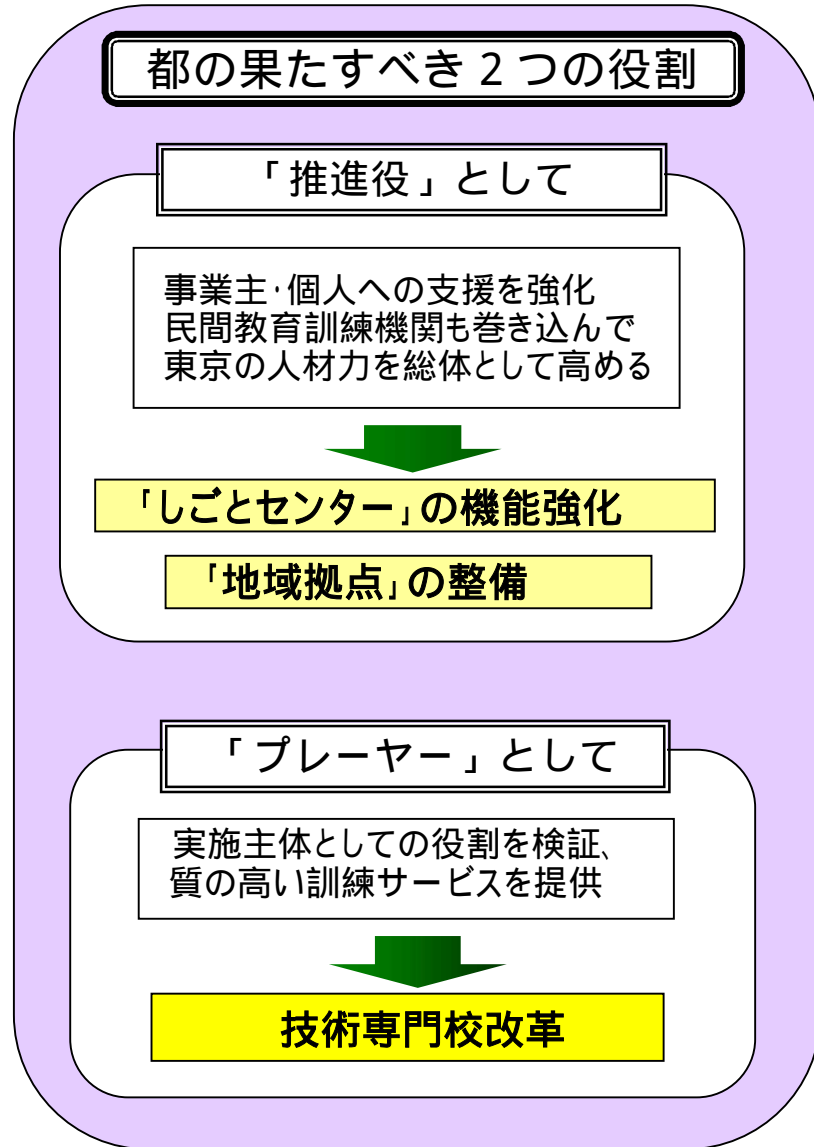 都の果たすべき２つの役割
「推進役」として
事業主･個人への支援を強化
民間教育訓練機関も巻き込んで
東京の人材力を総体として高める
「しごとセンター」の機能強化
「地域拠点」の整備
「プレーヤー」として
実施主体としての役割を検証、
質の高い訓練サービスを提供
技術専門校改革